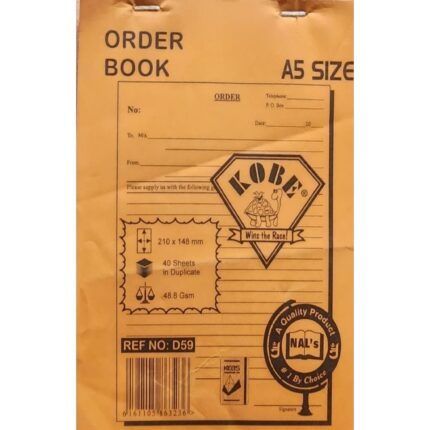 ORDER
BOOK
A5 SIZE
ORDER
Telephone
P. O. Box
No:
Date: 20
To. M/s
From
Please supply us with the following g
KOBE®
Wins the Race!
210 x 148 mm
40 Sheets
in Duplicate
48.8 Gsm
REF NO: D59
A Quality Product
NAL's
# 1 By Choice
KEBS
Signature